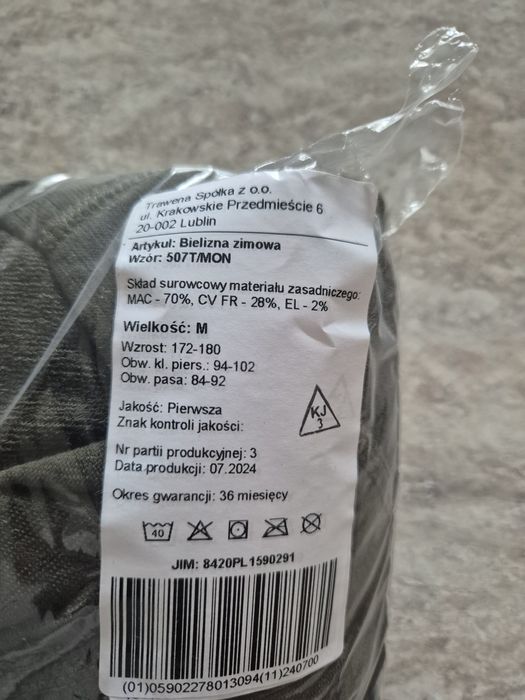 Trawena Spółka z o.o.
ul. Krakowskie Przedmieście 6
20-002 Lublin
Artykuł: Bielizna zimowa
Wzór: 507T/MON
Skład surowcowy materiału zasadniczego:
MAC - 70%, CV FR - 28%, EL - 2%
Wielkość: M
Wzrost: 172-180
Obw. kl. piers.: 94-102
Obw. pasa: 84-92
Jakość: Pierwsza
Znak kontroli jakości:
KJ
3
Nr partii produkcyjnej: 3
Data produkcji: 07.2024
Okres gwarancji: 36 miesięcy
40
JIM: 8420PL1590291
(01)05902278013094(11)240700